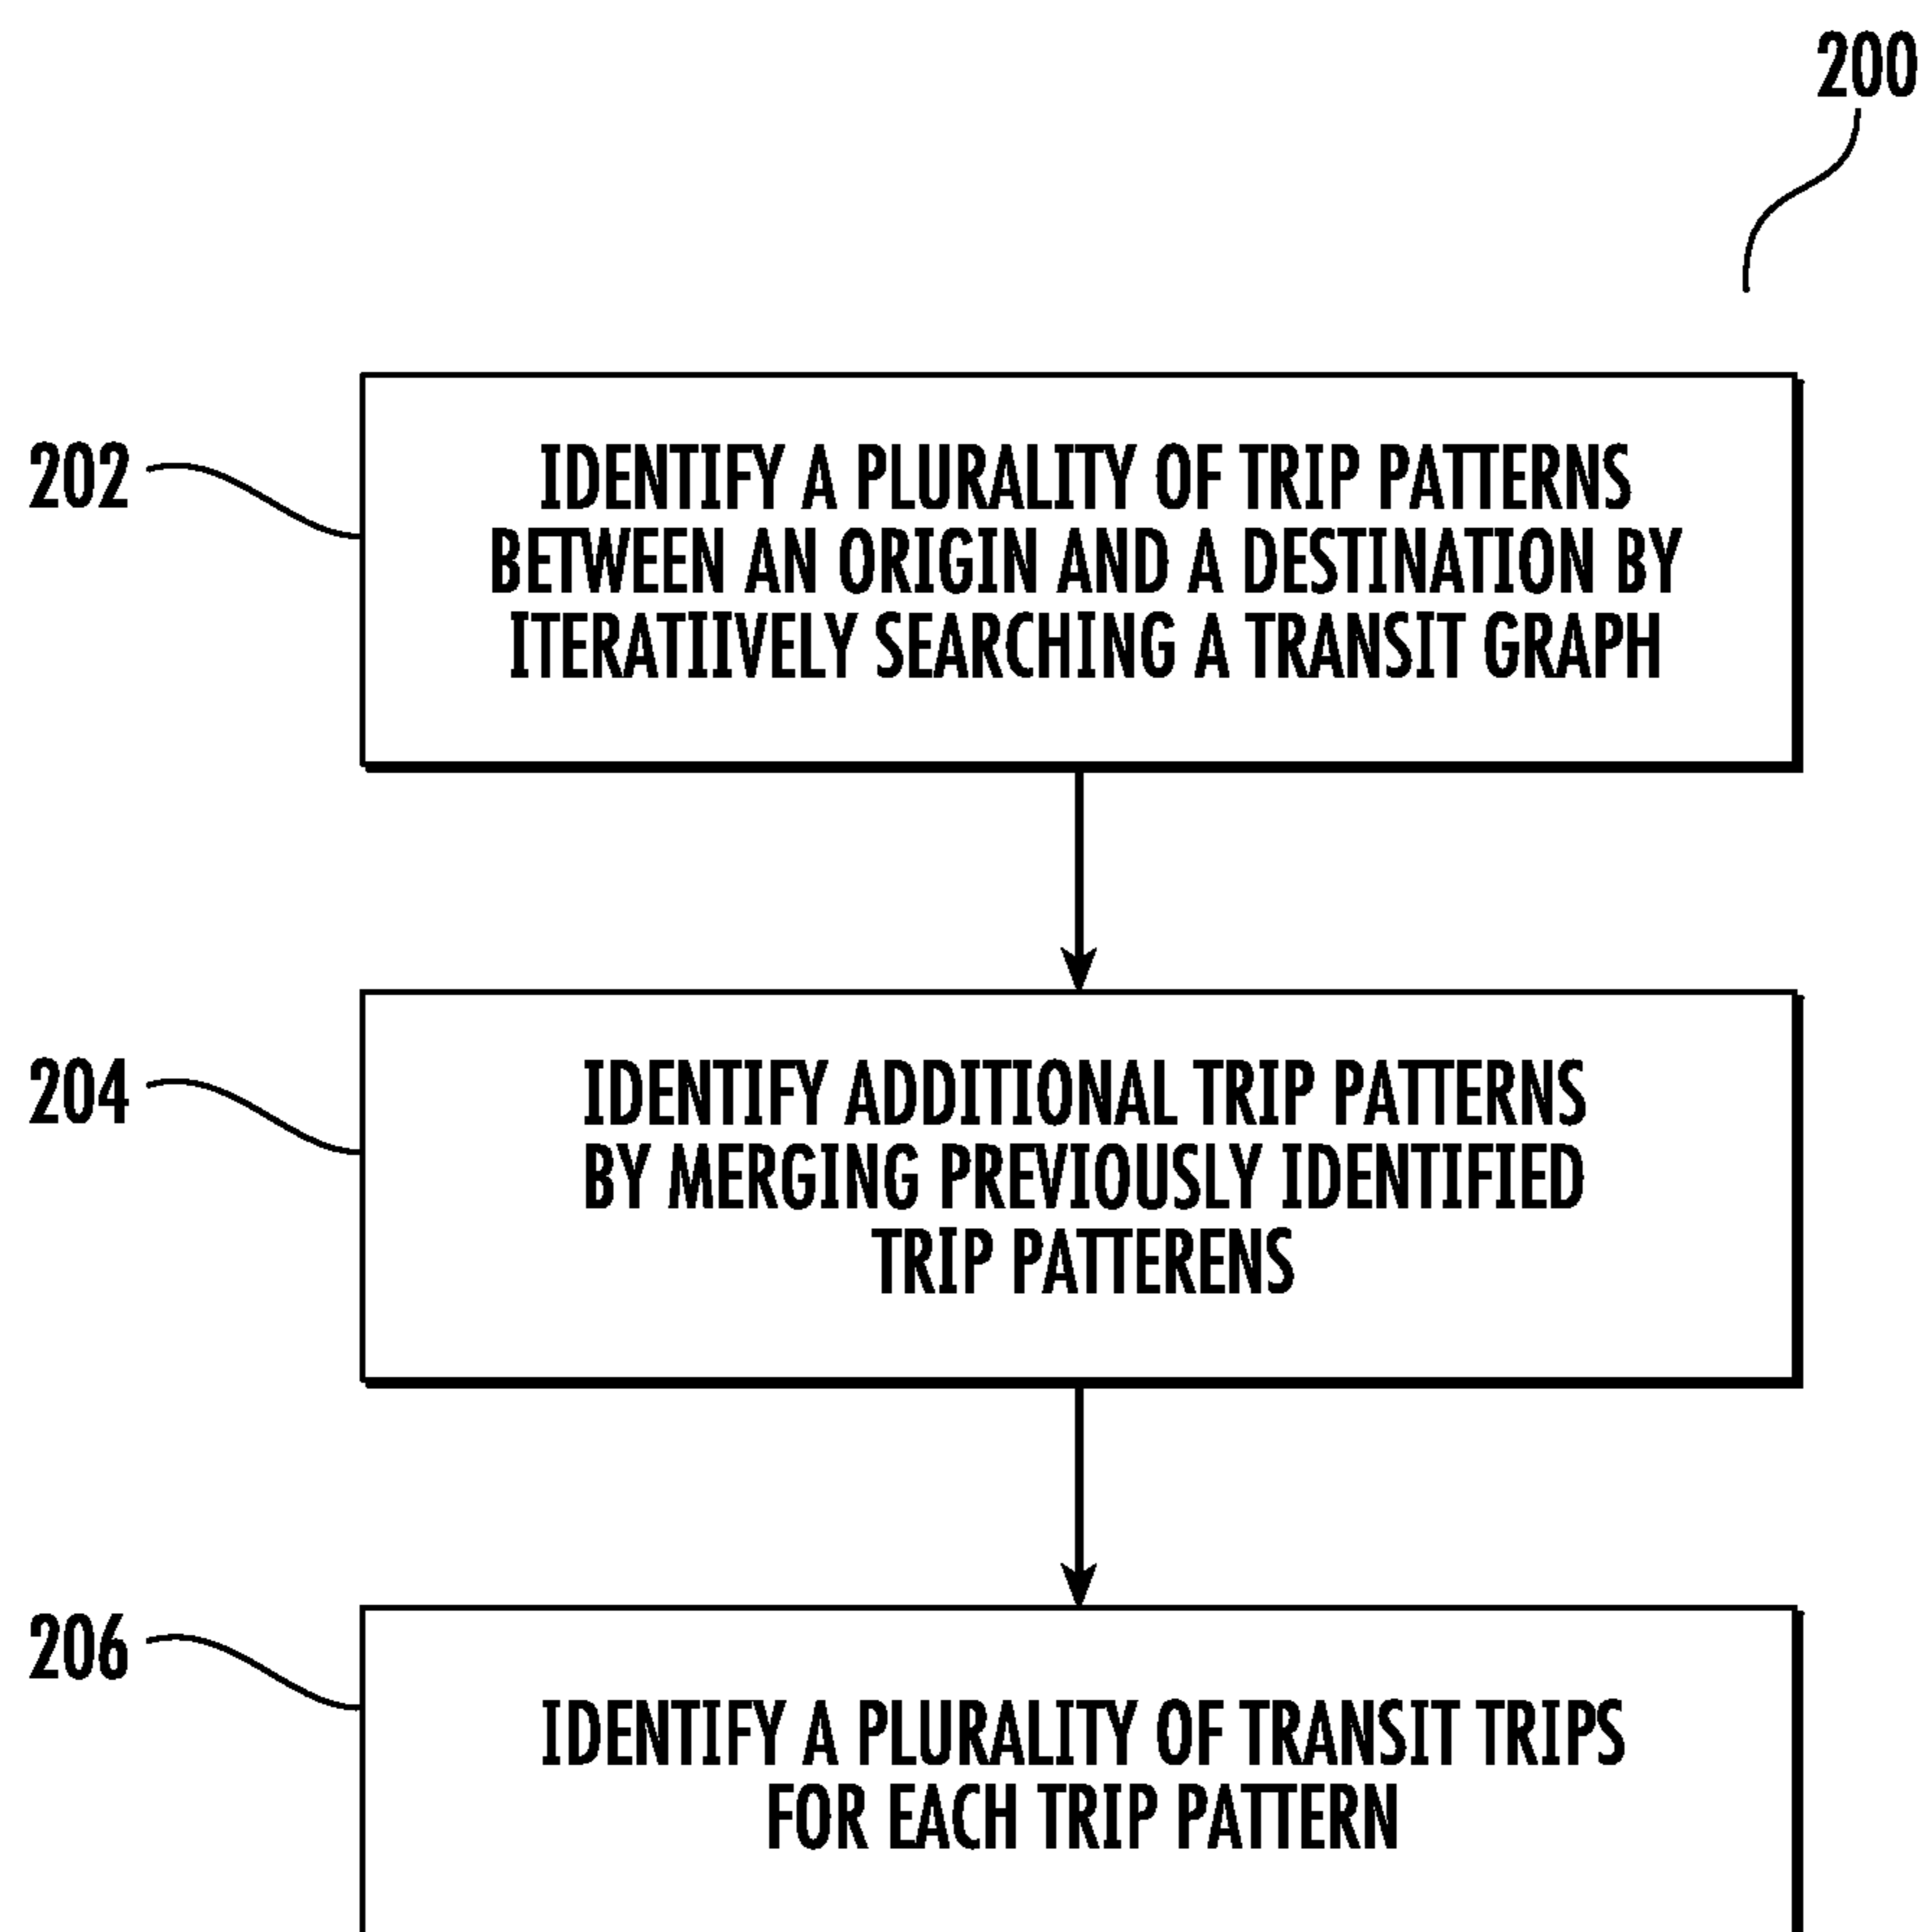 200
202
IDENTIFY A PLURALITY OF TRIP PATTERNS
BETWEEN AN ORIGIN AND A DESTINATION BY
ITERATIIVELY SEARCHING A TRANSIT GRAPH
204
IDENTIFY ADDITIONAL TRIP PATTERNS
BY MERGING PREVIOUSLY IDENTIFIED
TRIP PATTERENS
206
IDENTIFY A PLURALITY OF TRANSIT TRIPS
FOR EACH TRIP PATTERN